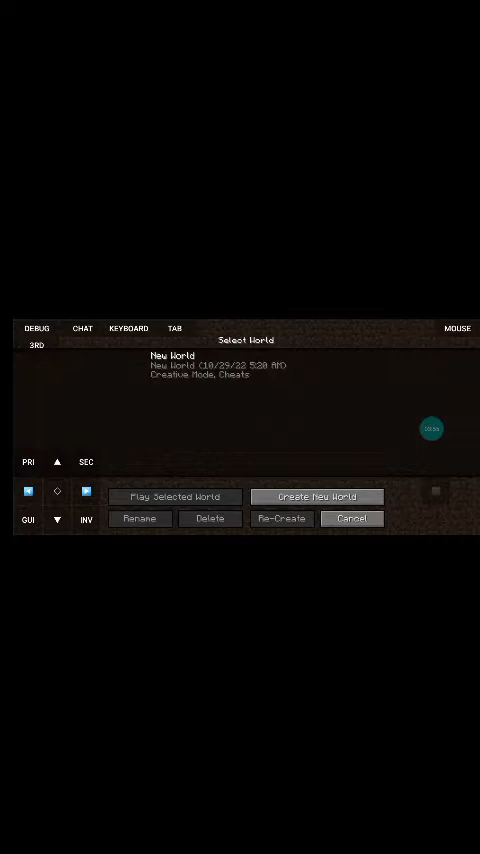 DEBUG CHAT KEYBOARD TAB MOUSE
3RD Select World
New World
New World (10/29/22 5:20 AM)
Creative Mode, Cheats
PRI ▲ SEC
Play Selected World Create New World
GUI ▼ INV Rename Delete Re-Create Cancel